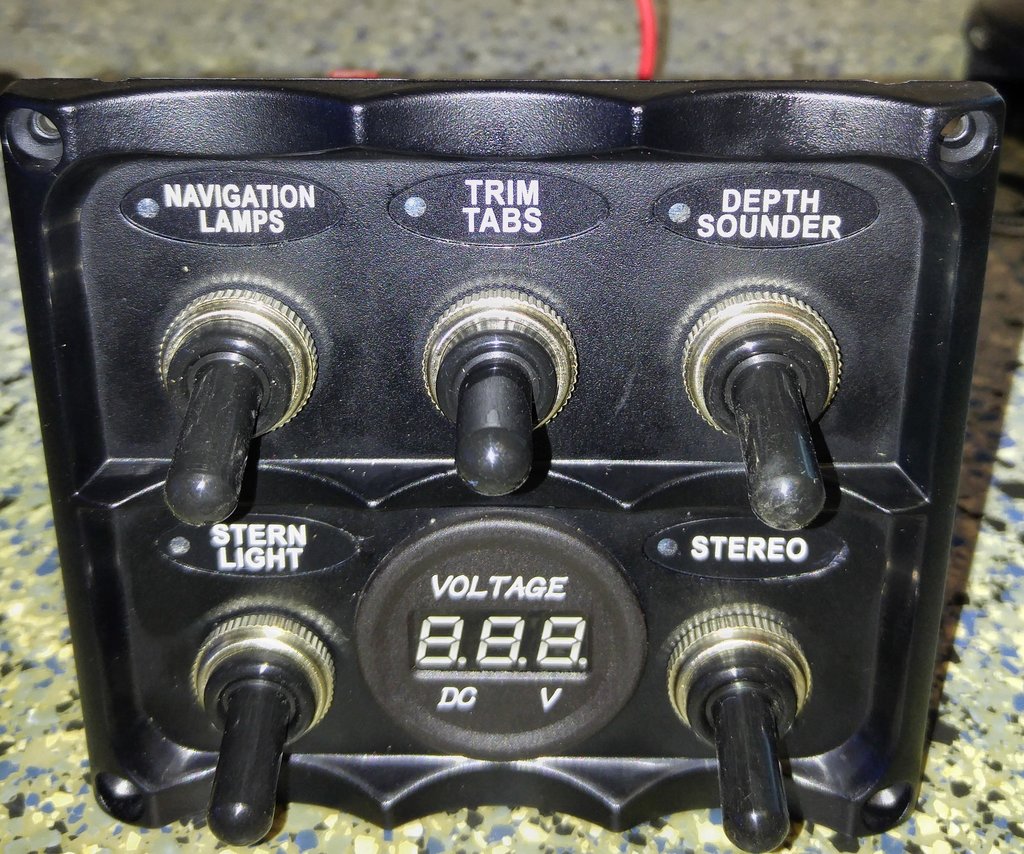 NAVIGATION
LAMPS
TRIM
TABS
DEPTH
SOUNDER
STERN
LIGHT
STEREO
VOLTAGE
8.8.8.
DC V